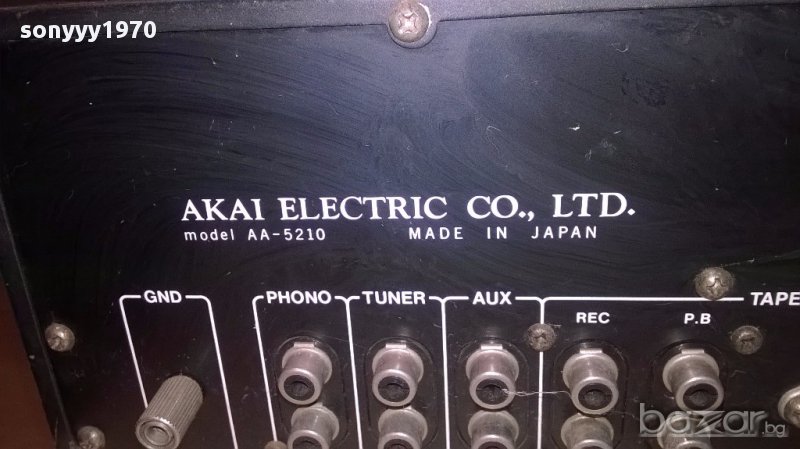 sonyyy1970
AKAI ELECTRIC CO., LTD.
model AA-5210 MADE IN JAPAN
GND PHONO TUNER AUX TAPE
REC P.B
bazar.bg